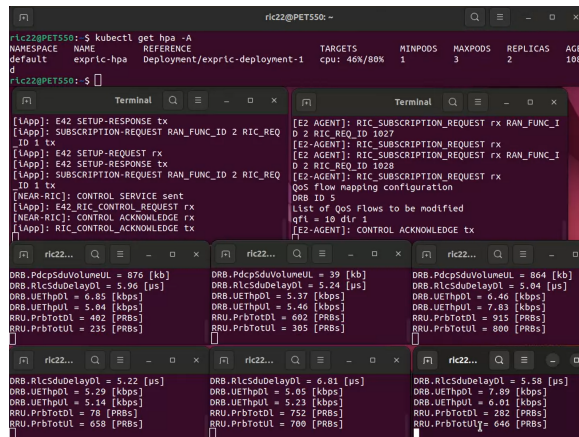 ric22@PET550: ~
ric22@PET550:~$ kubectl get hpa -A
NAMESPACE NAME REFERENCE TARGETS MINPODS MAXPODS REPLICAS AGE
default expric-hpa Deployment/expric-deployment-1 cpu: 46%/80% 1 3 2 108
d
ric22@PET550:~$
Terminal
[iApp]: E42 SETUP-RESPONSE tx
[iApp]: SUBSCRIPTION-REQUEST RAN_FUNC_ID 2 RIC_REQ
_ID 1 tx
[iApp]: E42 SETUP-REQUEST rx
[iApp]: E42 SETUP-RESPONSE tx
[iApp]: SUBSCRIPTION-REQUEST RAN_FUNC_ID 2 RIC_REQ
_ID 1 tx
[NEAR-RIC]: CONTROL SERVICE sent
[iApp]: E42_RIC_CONTROL_REQUEST rx
[NEAR-RIC]: CONTROL ACKNOWLEDGE rx
[iApp]: RIC_CONTROL_ACKNOWLEDGE tx
Terminal
[E2 AGENT]: RIC_SUBSCRIPTION_REQUEST rx RAN_FUNC_I
D 2 RIC_REQ_ID 1027
[E2-AGENT]: RIC_SUBSCRIPTION_REQUEST rx
[E2 AGENT]: RIC_SUBSCRIPTION_REQUEST rx RAN_FUNC_I
D 2 RIC_REQ_ID 1028
[E2-AGENT]: RIC_SUBSCRIPTION_REQUEST rx
QoS flow mapping configuration
DRB ID 5
List of QoS Flows to be modified
qfi = 10 dir 1
[E2-AGENT]: CONTROL ACKNOWLEDGE tx
ric22...
DRB.PdcpSduVolumeUL = 876 [kb]
DRB.RlcSduDelayDl = 5.96 [µs]
DRB.UEThpDl = 6.85 [kbps]
DRB.UEThpUl = 5.04 [kbps]
RRU.PrbTotDl = 402 [PRBs]
RRU.PrbTotUl = 235 [PRBs]
ric22...
DRB.PdcpSduVolumeUL = 39 [kb]
DRB.RlcSduDelayDl = 5.24 [µs]
DRB.UEThpDl = 5.37 [kbps]
DRB.UEThpUl = 5.46 [kbps]
RRU.PrbTotDl = 602 [PRBs]
RRU.PrbTotUl = 305 [PRBs]
ric22...
DRB.PdcpSduVolumeUL = 864 [kb]
DRB.RlcSduDelayDl = 5.04 [µs]
DRB.UEThpDl = 6.46 [kbps]
DRB.UEThpUl = 7.83 [kbps]
RRU.PrbTotDl = 915 [PRBs]
RRU.PrbTotUl = 800 [PRBs]
ric22...
DRB.RlcSduDelayDl = 5.22 [µs]
DRB.UEThpDl = 5.29 [kbps]
DRB.UEThpUl = 5.14 [kbps]
RRU.PrbTotDl = 78 [PRBs]
RRU.PrbTotUl = 658 [PRBs]
ric22...
DRB.RlcSduDelayDl = 6.81 [µs]
DRB.UEThpDl = 5.05 [kbps]
DRB.UEThpUl = 5.23 [kbps]
RRU.PrbTotDl = 752 [PRBs]
RRU.PrbTotUl = 700 [PRBs]
ric22...
DRB.RlcSduDelayDl = 5.58 [µs]
DRB.UEThpDl = 7.89 [kbps]
DRB.UEThpUl = 6.01 [kbps]
RRU.PrbTotDl = 282 [PRBs]
RRU.PrbTotUl = 646 [PRBs]